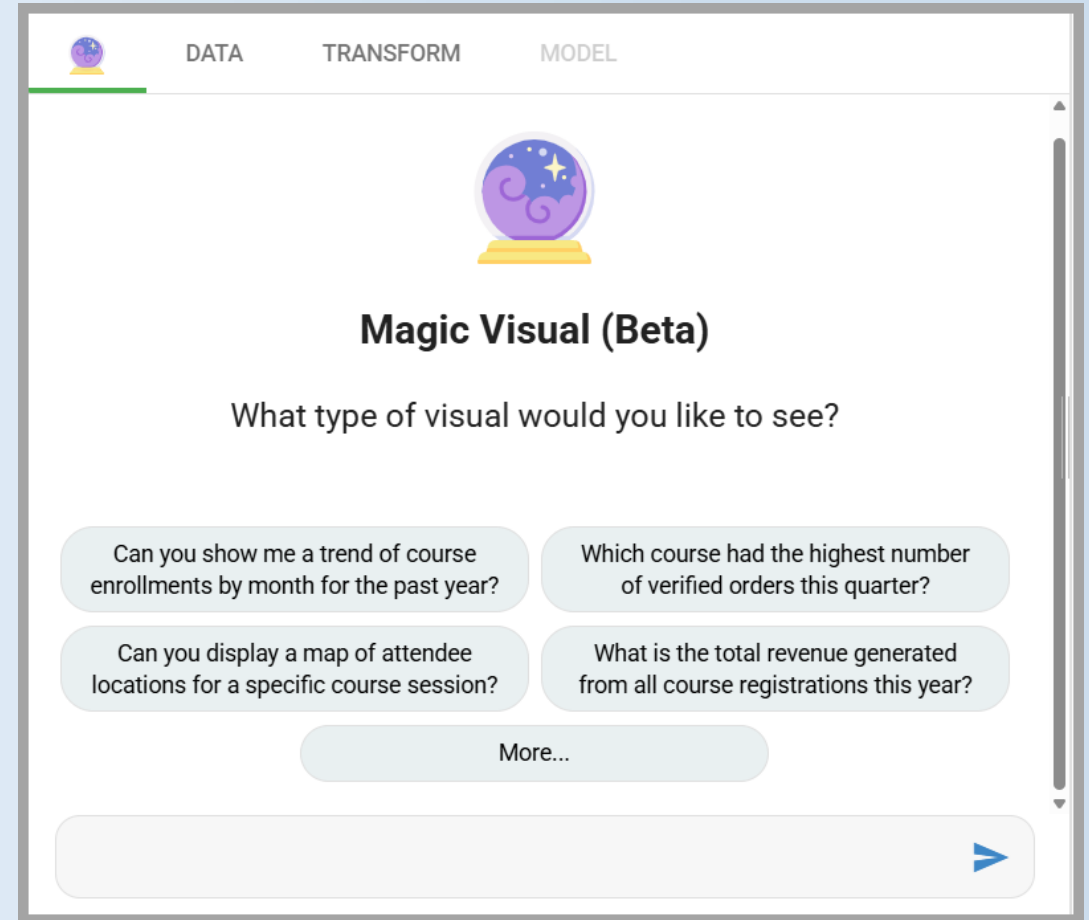 DATA
TRANSFORM
MODEL
Magic Visual (Beta)
What type of visual would you like to see?
Can you show me a trend of course
enrollments by month for the past year?
Which course had the highest number
of verified orders this quarter?
Can you display a map of attendee
locations for a specific course session?
What is the total revenue generated
from all course registrations this year?
More...